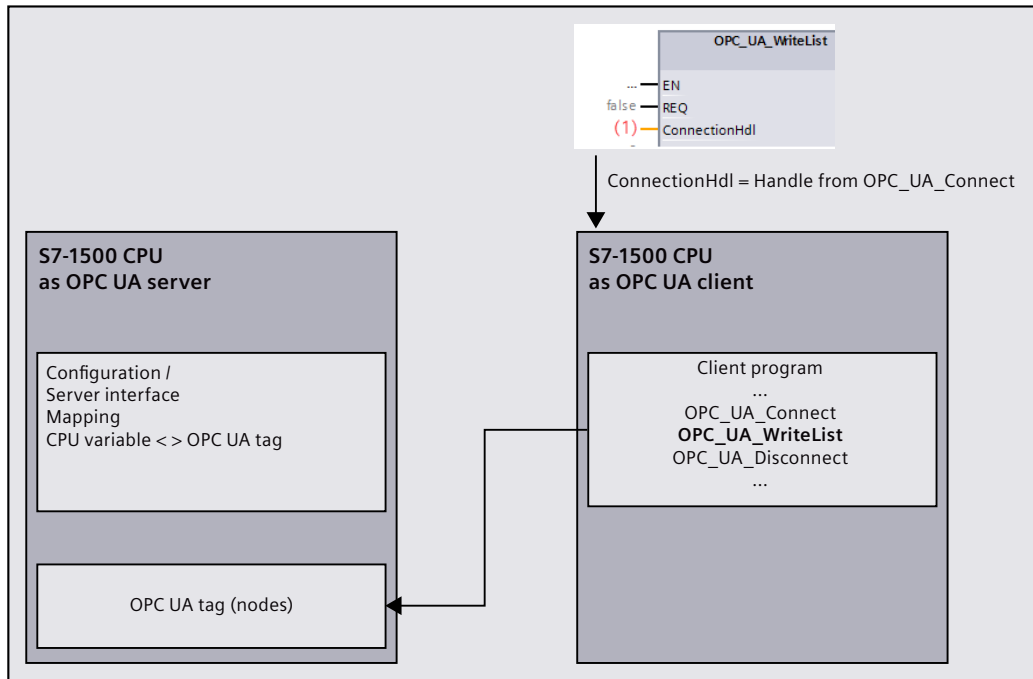 OPC_UA_WriteList
... EN
false REQ
(1) ConnectionHdl
ConnectionHdl = Handle from OPC_UA_Connect
S7-1500 CPU
as OPC UA server
Configuration /
Server interface
Mapping
CPU variable < > OPC UA tag
OPC UA tag (nodes)
S7-1500 CPU
as OPC UA client
Client program
...
OPC_UA_Connect
OPC_UA_WriteList
OPC_UA_Disconnect
...